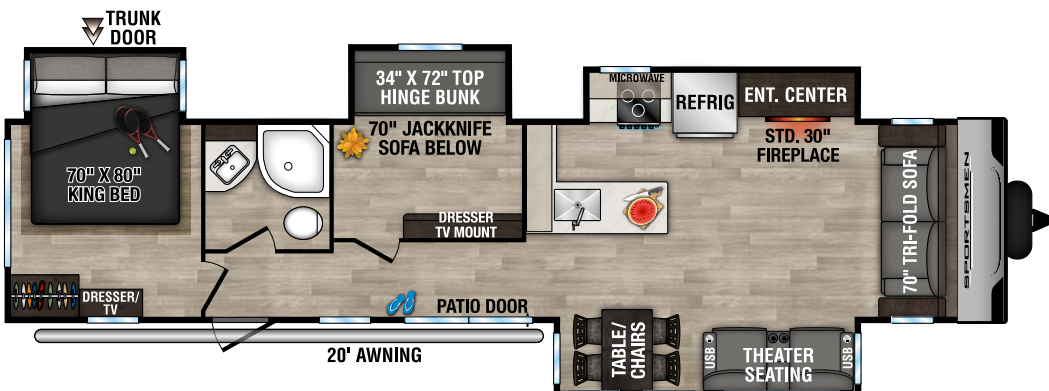 TRUNK
DOOR
34" X 72" TOP
HINGE BUNK
70" JACKKNIFE
SOFA BELOW
MICROWAVE
REFRIG
ENT. CENTER
STD. 30"
FIREPLACE
70" X 80"
KING BED
DRESSER
TV MOUNT
70" TRI-FOLD SOFA
SPORTSMEN
DRESSER/
TV
PATIO DOOR
20' AWNING
TABLE/
CHAIRS
USB
THEATER
SEATING
USB